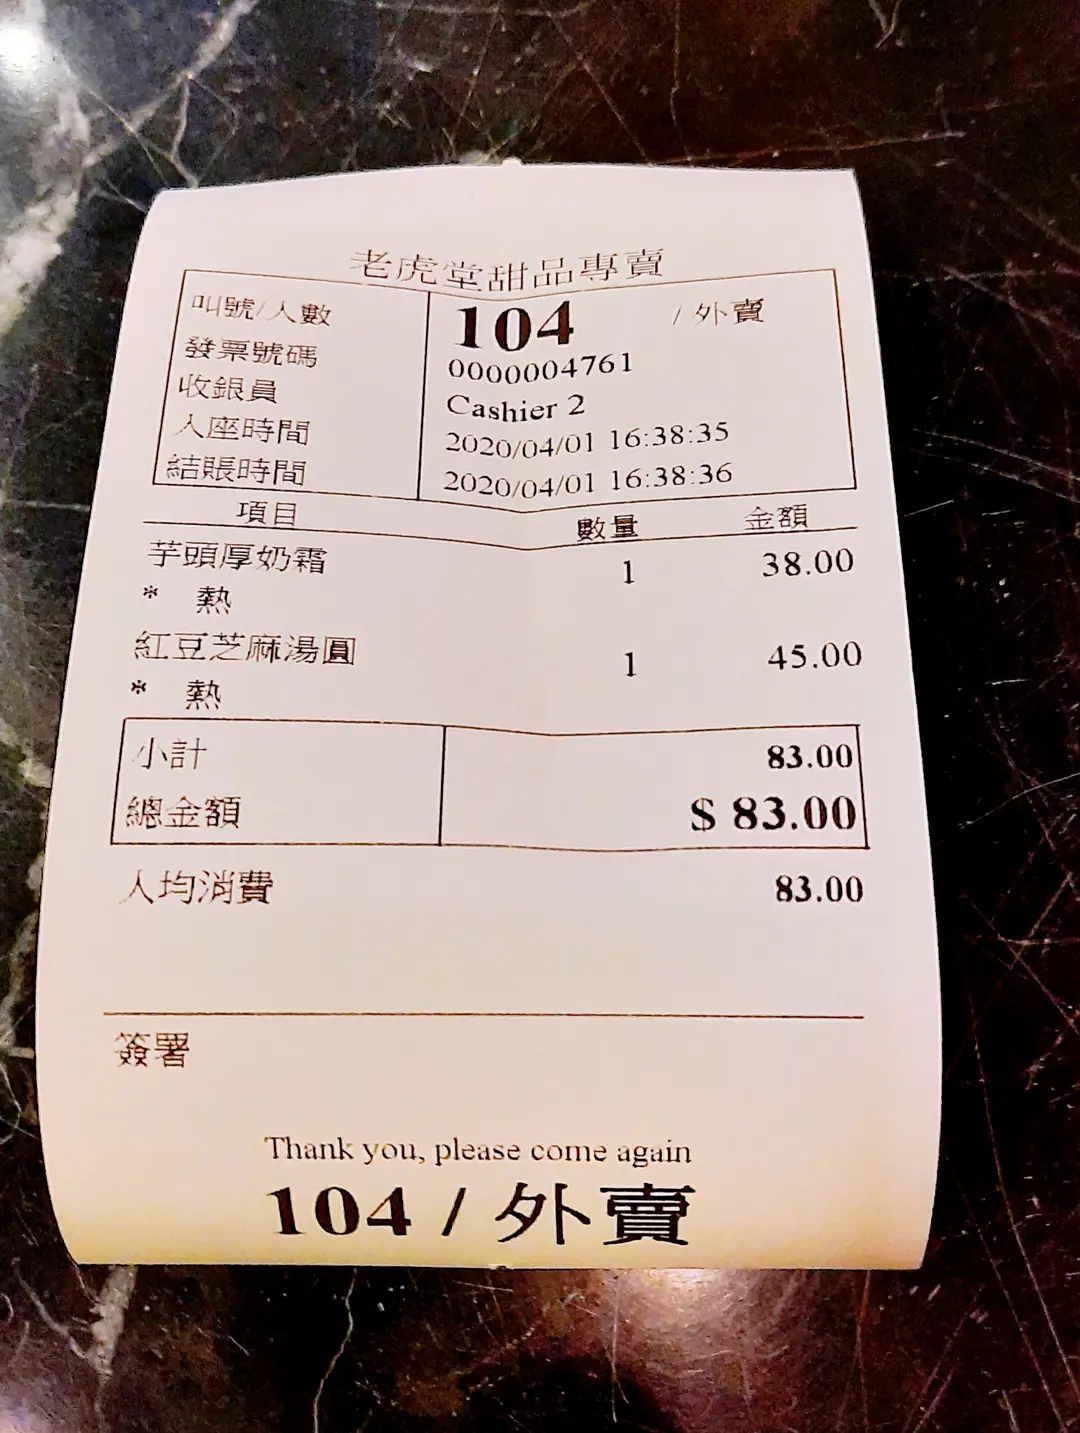 老虎堂甜品專賣
叫號/人數 104 / 外賣
發票號碼 0000004761
收銀員 Cashier 2
入座時間 2020/04/01 16:38:35
結賬時間 2020/04/01 16:38:36
項目 數量 金額
芋頭厚奶霜 1 38.00
* 熱
紅豆芝麻湯圓 1 45.00
* 熱
小計 83.00
總金額 $ 83.00
人均消費 83.00
簽署
Thank you, please come again
104 / 外賣